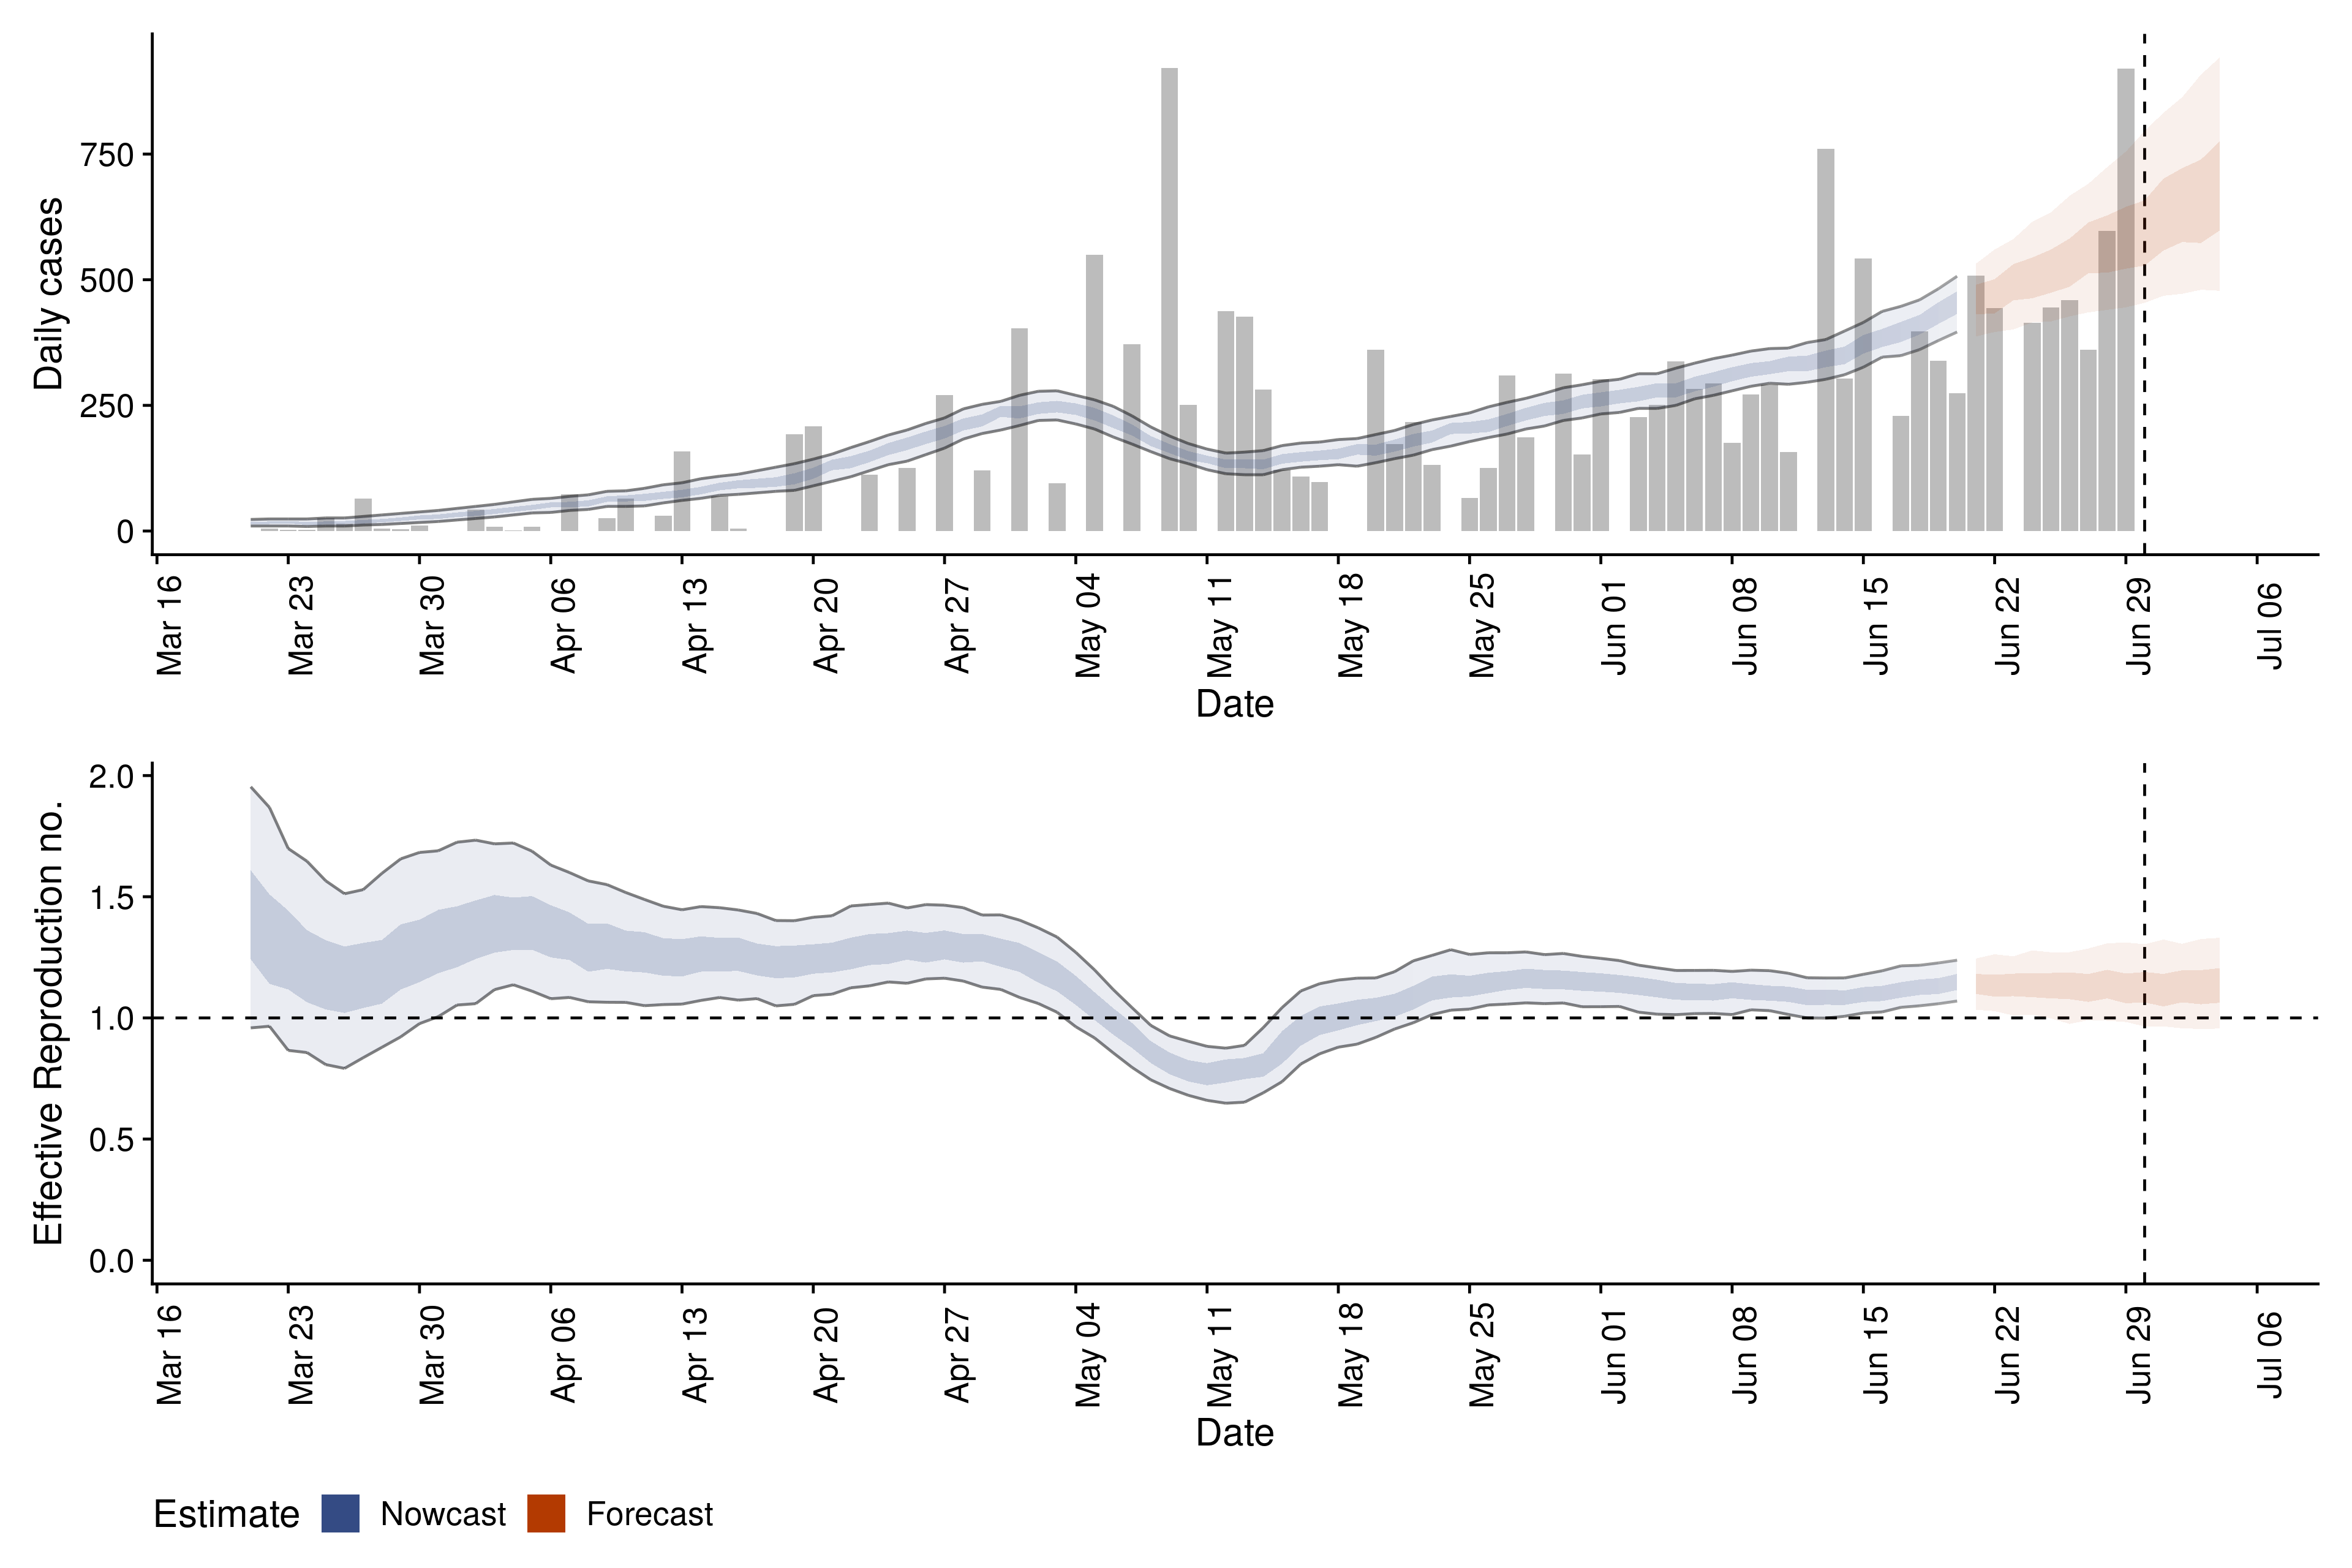 Daily cases
750
500
250
0
Mar 16
Mar 23
Mar 30
Apr 06
Apr 13
Apr 20
Apr 27
May 04
May 11
May 18
May 25
Jun 01
Jun 08
Jun 15
Jun 22
Jun 29
Jul 06
Date
Effective Reproduction no.
2.0
1.5
1.0
0.5
0.0
Mar 16
Mar 23
Mar 30
Apr 06
Apr 13
Apr 20
Apr 27
May 04
May 11
May 18
May 25
Jun 01
Jun 08
Jun 15
Jun 22
Jun 29
Jul 06
Date
Estimate Nowcast Forecast